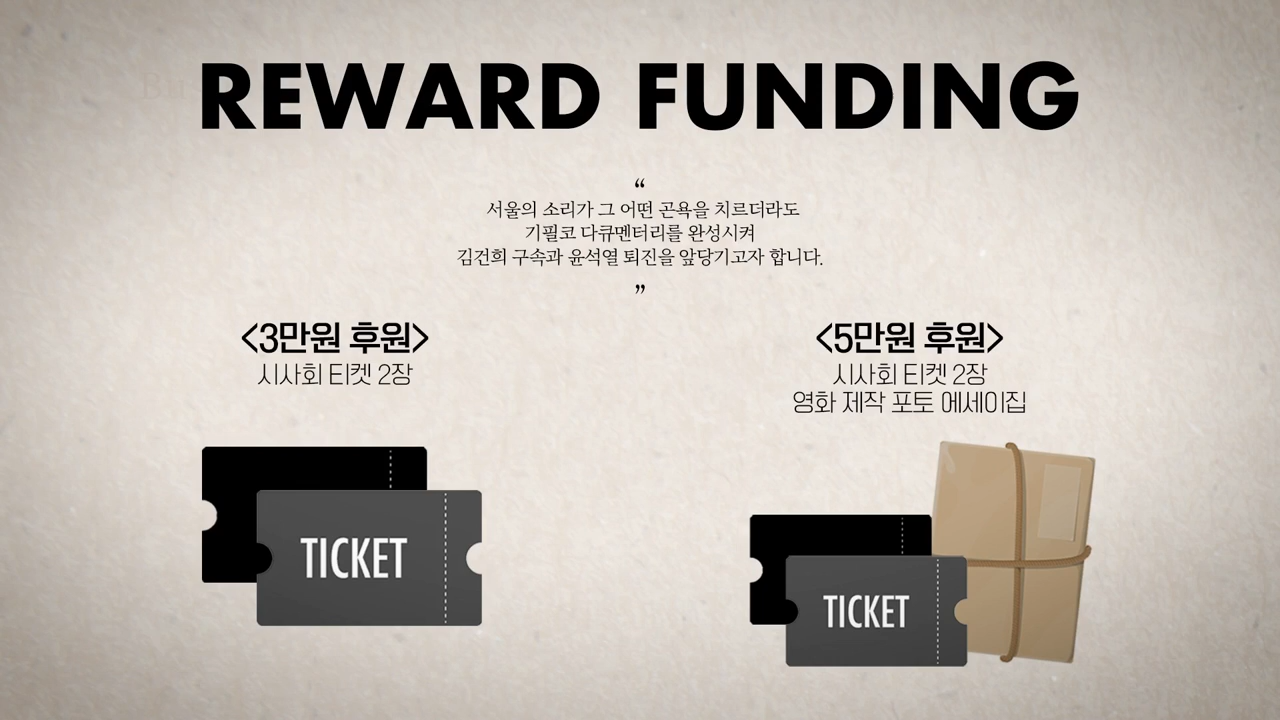 REWARD FUNDING
“
서울의 소리가 그 어떤 곤욕을 치르더라도
기필코 다큐멘터리를 완성시켜
김건희 구속과 윤석열 퇴진을 앞당기고자 합니다.
”
<3만원 후원>
시사회 티켓 2장
<5만원 후원>
시사회 티켓 2장
영화 제작 포토 에세이집
TICKET
TICKET